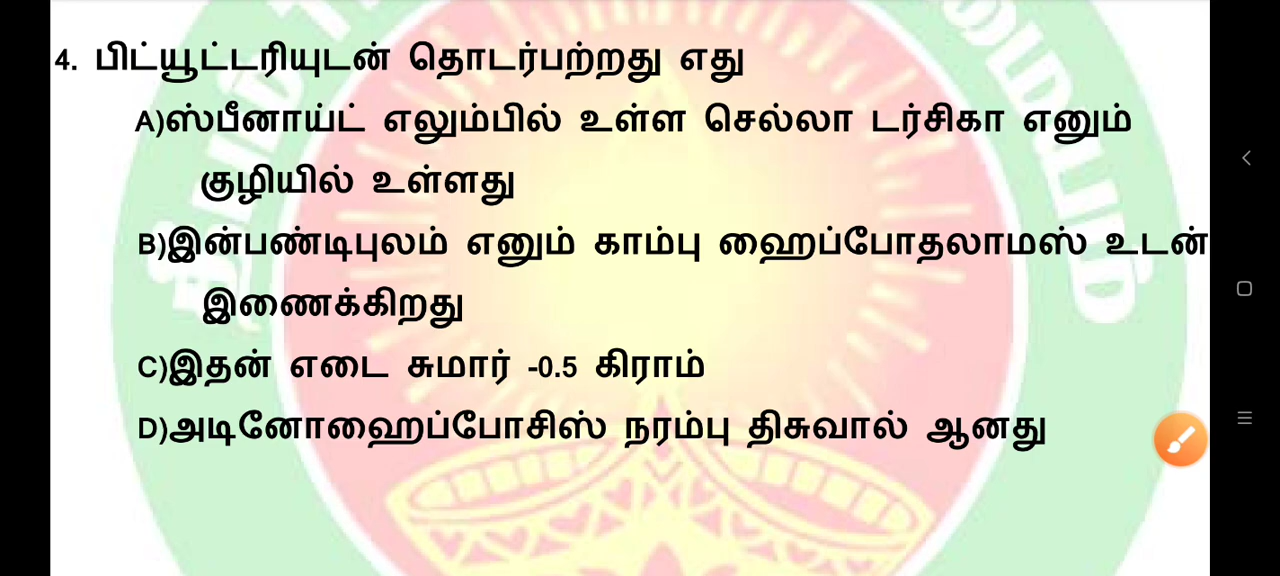 4. பிட்யூட்டரியுடன் தொடர்பற்றது எது
A)ஸ்பீனாய்ட் எலும்பில் உள்ள செல்லா டர்சிகா எனும்
குழியில் உள்ளது
B)இன்பண்டிபுலம் எனும் காம்பு ஹைப்போதலாமஸ் உடன்
இணைக்கிறது
C)இதன் எடை சுமார் -0.5 கிராம்
D)அடினோஹைப்போசிஸ் நரம்பு திசுவால் ஆனது